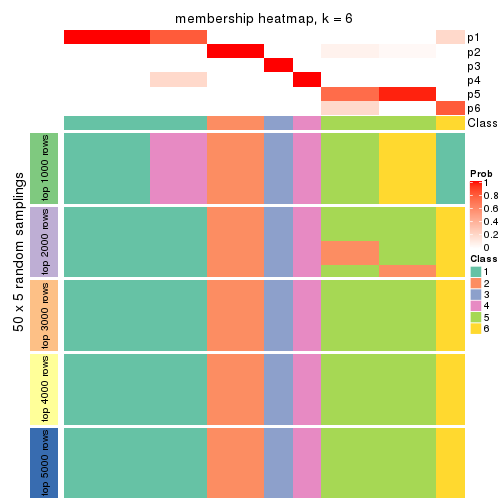 membership heatmap, k = 6
p1
p2
p3
p4
p5
p6
Class
50 x 5 random samplings
top 1000 rows
top 2000 rows
top 3000 rows
top 4000 rows
top 5000 rows
Prob
1
0.8
0.6
0.4
0.2
0
Class
1
2
3
4
5
6